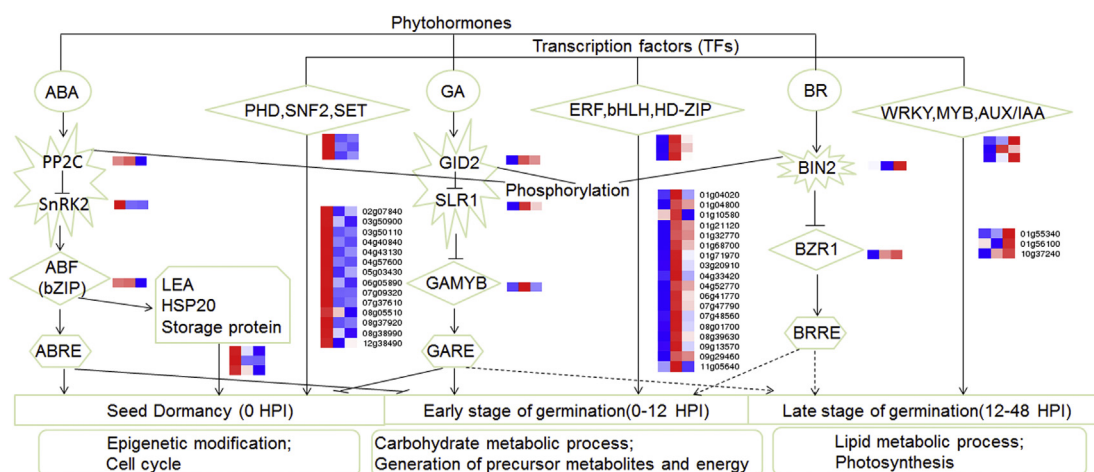 Phytohormones
Transcription factors (TFs)
ABA
PHD,SNF2,SET
GA
ERF,bHLH,HD-ZIP
BR
WRKY,MYB,AUX/IAA
PP2C
GID2
BIN2
Phosphorylation
SnRK2
SLR1
02g07840
03g50900
03g50110
04g40840
04g43130
04g57600
05g03430
06g05890
07g09320
07g37610
08g05510
08g37920
08g38990
12g38490
01g04020
01g04800
01g10580
01g21120
01g32770
01g68700
01g71970
03g20910
04g33420
04g52770
06g41770
07g47790
07g48560
08g01700
08g39630
09g13570
09g29460
11g05640
01g55340
01g56100
10g37240
ABF
(bZIP)
LEA
HSP20
Storage protein
GAMYB
BZR1
ABRE
GARE
BRRE
Seed Dormancy (0 HPI)
Early stage of germination(0-12 HPI)
Late stage of germination(12-48 HPI)
Epigenetic modification;
Cell cycle
Carbohydrate metabolic process;
Generation of precursor metabolites and energy
Lipid metabolic process;
Photosynthesis